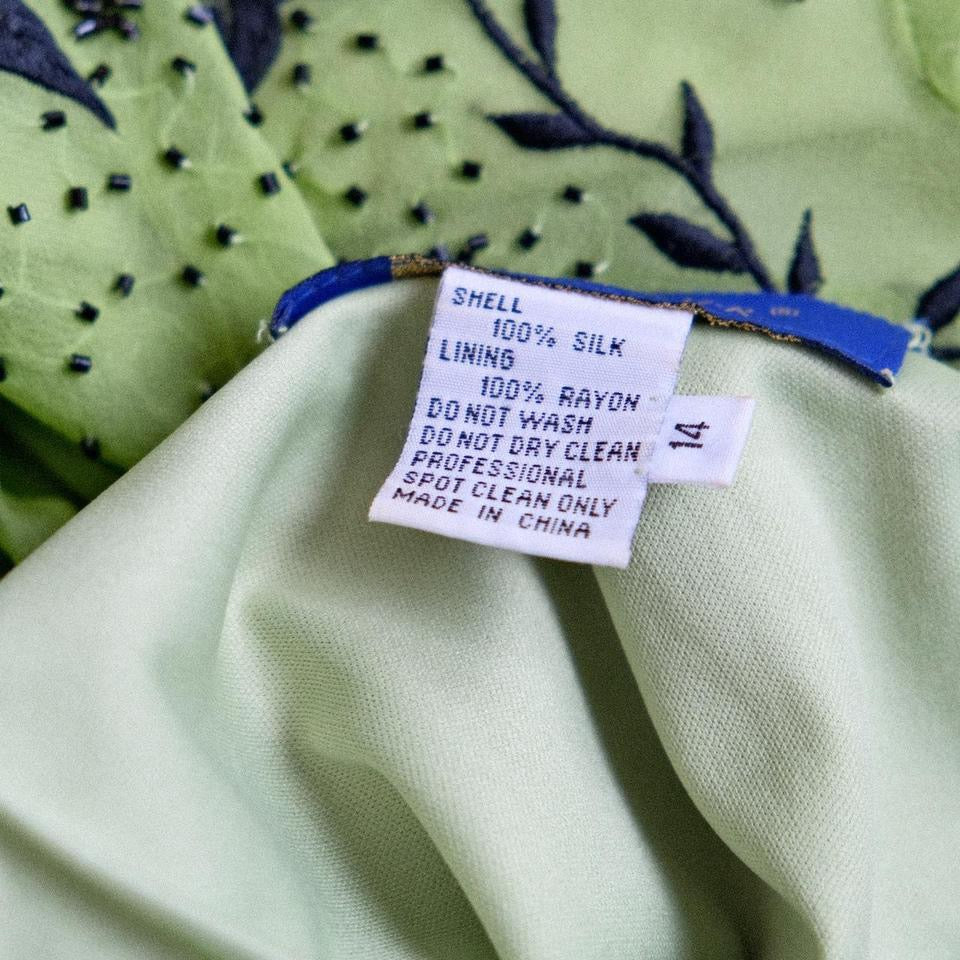 SHELL
100% SILK
LINING
100% RAYON
DO NOT WASH
DO NOT DRY CLEAN
PROFESSIONAL
SPOT CLEAN ONLY
MADE IN CHINA
14